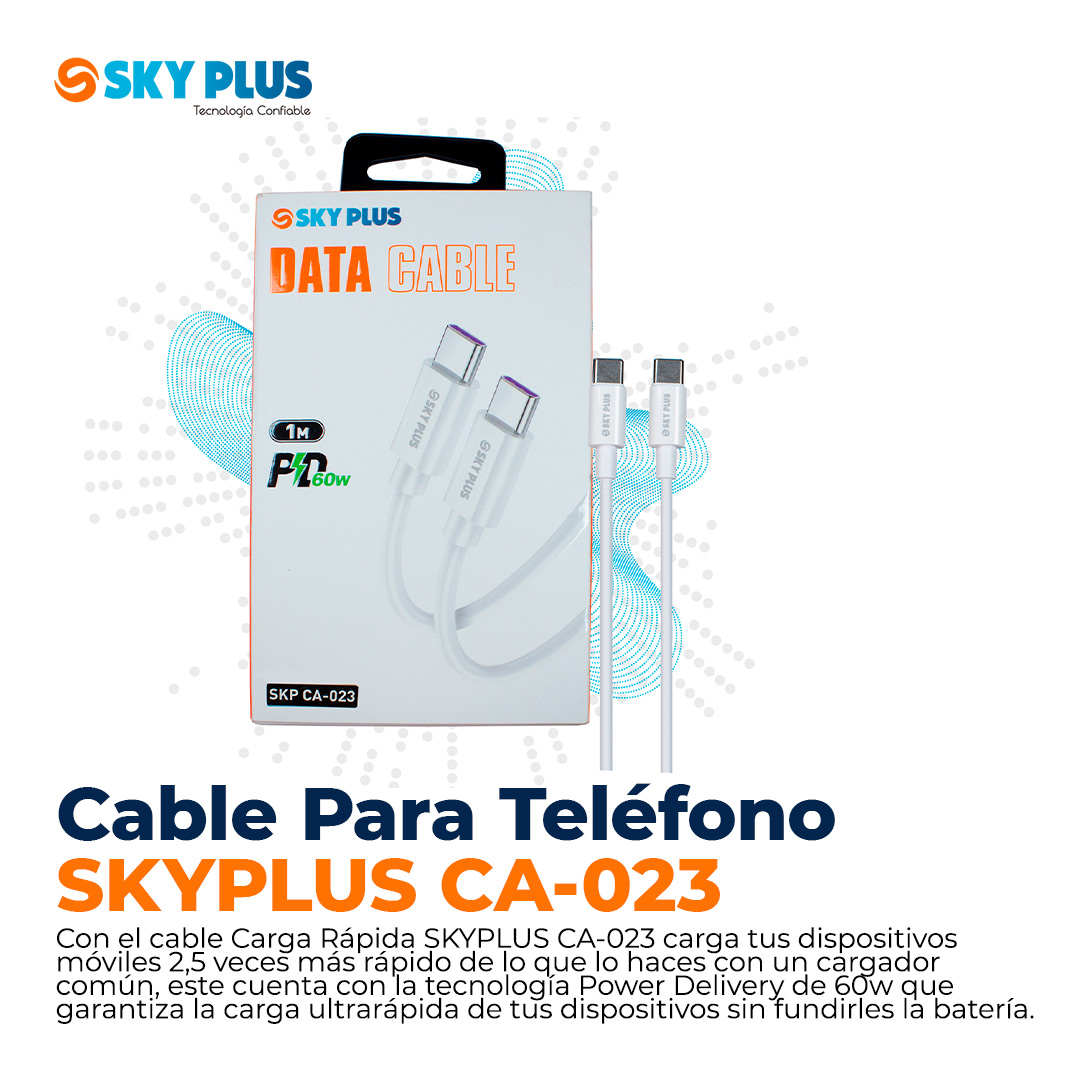 SKY PLUS
Tecnología Confiable
SKY PLUS
DATA CABLE
1M
PD 60W
SKY PLUS
SKY PLUS
SKY PLUS
SKY PLUS
SKP CA-023
Cable Para Teléfono
SKYPLUS CA-023
Con el cable Carga Rápida SKYPLUS CA-023 carga tus dispositivos
móviles 2,5 veces más rápido de lo que lo haces con un cargador
común, este cuenta con la tecnología Power Delivery de 60w que
garantiza la carga ultrarápida de tus dispositivos sin fundirles la batería.